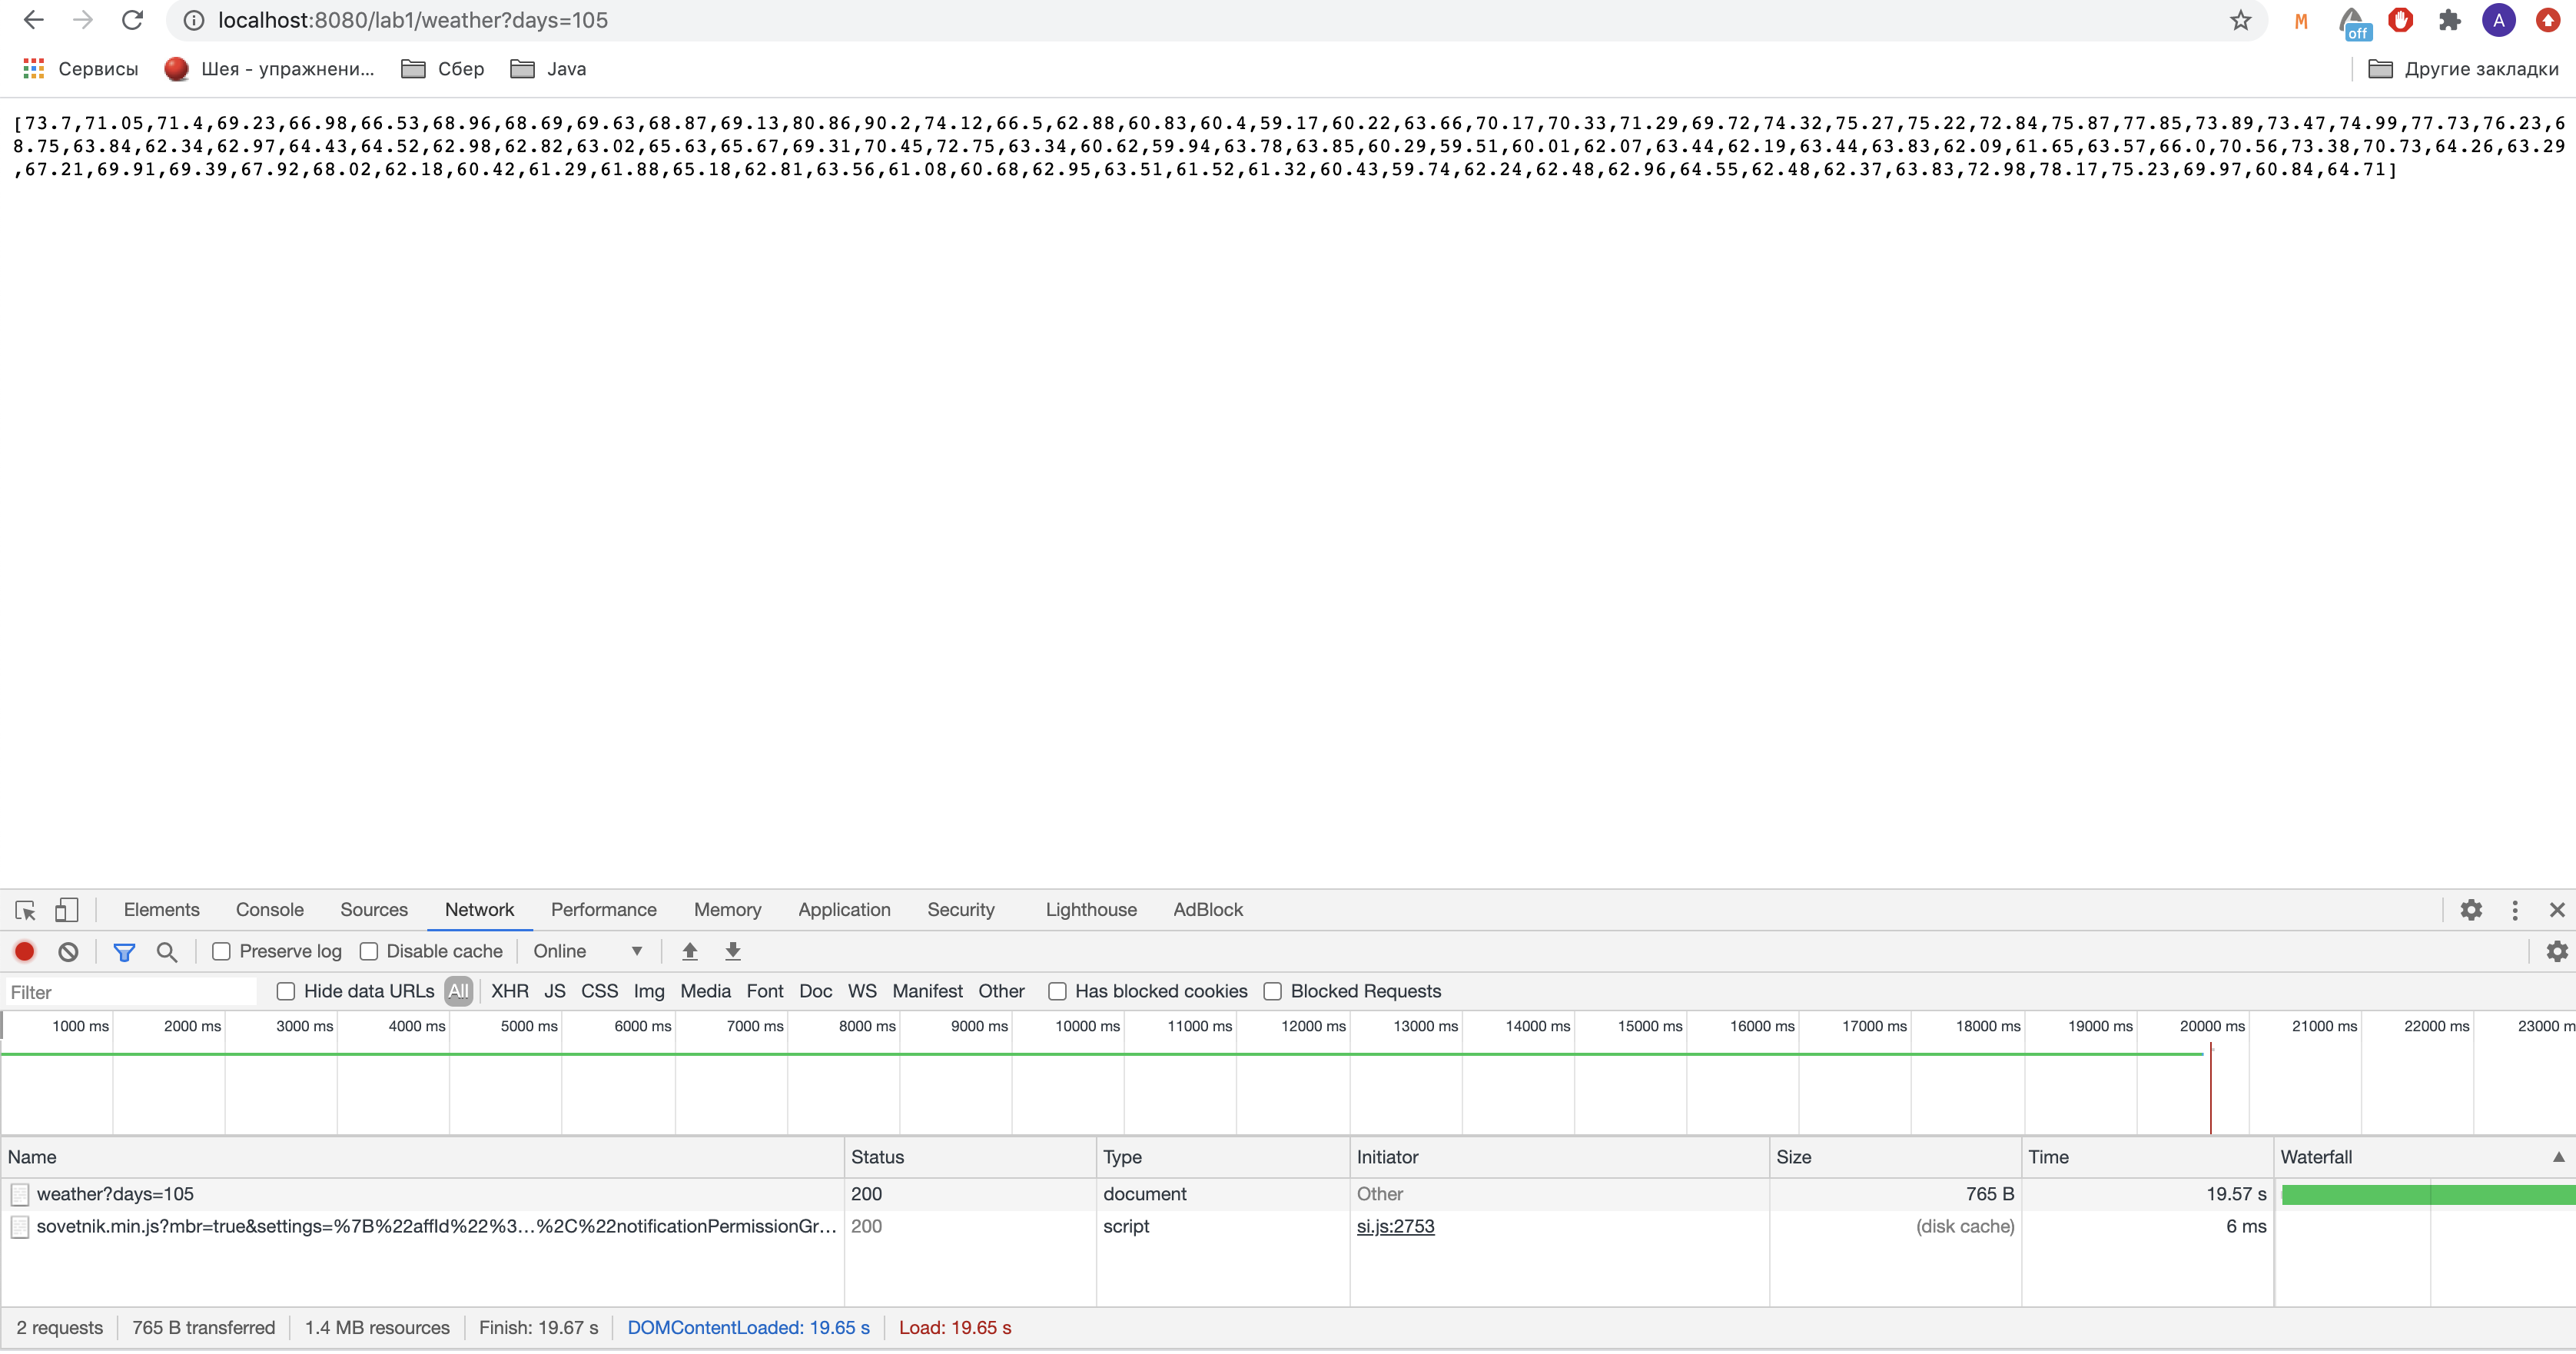 localhost:8080/lab1/weather?days=105
M
off
A
Сервисы
Шея - упражнени...
Сбер
Java
Другие закладки
[73.7,71.05,71.4,69.23,66.98,66.53,68.96,68.69,69.63,68.87,69.13,80.86,90.2,74.12,66.5,62.88,60.83,60.4,59.17,60.22,63.66,70.17,70.33,71.29,69.72,74.32,75.27,75.22,72.84,75.87,77.85,73.89,73.47,74.99,77.73,76.23,6
8.75,63.84,62.34,62.97,64.43,64.52,62.98,62.82,63.02,65.63,65.67,69.31,70.45,72.75,63.34,60.62,59.94,63.78,63.85,60.29,59.51,60.01,62.07,63.44,62.19,63.44,63.83,62.09,61.65,63.57,66.0,70.56,73.38,70.73,64.26,63.29
,67.21,69.91,69.39,67.92,68.02,62.18,60.42,61.29,61.88,65.18,62.81,63.56,61.08,60.68,62.95,63.51,61.52,61.32,60.43,59.74,62.24,62.48,62.96,64.55,62.48,62.37,63.83,72.98,78.17,75.23,69.97,60.84,64.71]
Elements Console Sources Network Performance Memory Application Security Lighthouse AdBlock
Preserve log Disable cache Online
Filter Hide data URLs All XHR JS CSS Img Media Font Doc WS Manifest Other Has blocked cookies Blocked Requests
1000 ms 2000 ms 3000 ms 4000 ms 5000 ms 6000 ms 7000 ms 8000 ms 9000 ms 10000 ms 11000 ms 12000 ms 13000 ms 14000 ms 15000 ms 16000 ms 17000 ms 18000 ms 19000 ms 20000 ms 21000 ms 22000 ms 23000 m
Name Status Type Initiator Size Time Waterfall
weather?days=105 200 document Other 765 B 19.57 s
sovetnik.min.js?mbr=true&settings=%7B%22affId%22%3...%2C%22notificationPermissionGr... 200 script si.js:2753 (disk cache) 6 ms
2 requests 765 B transferred 1.4 MB resources Finish: 19.67 s DOMContentLoaded: 19.65 s Load: 19.65 s